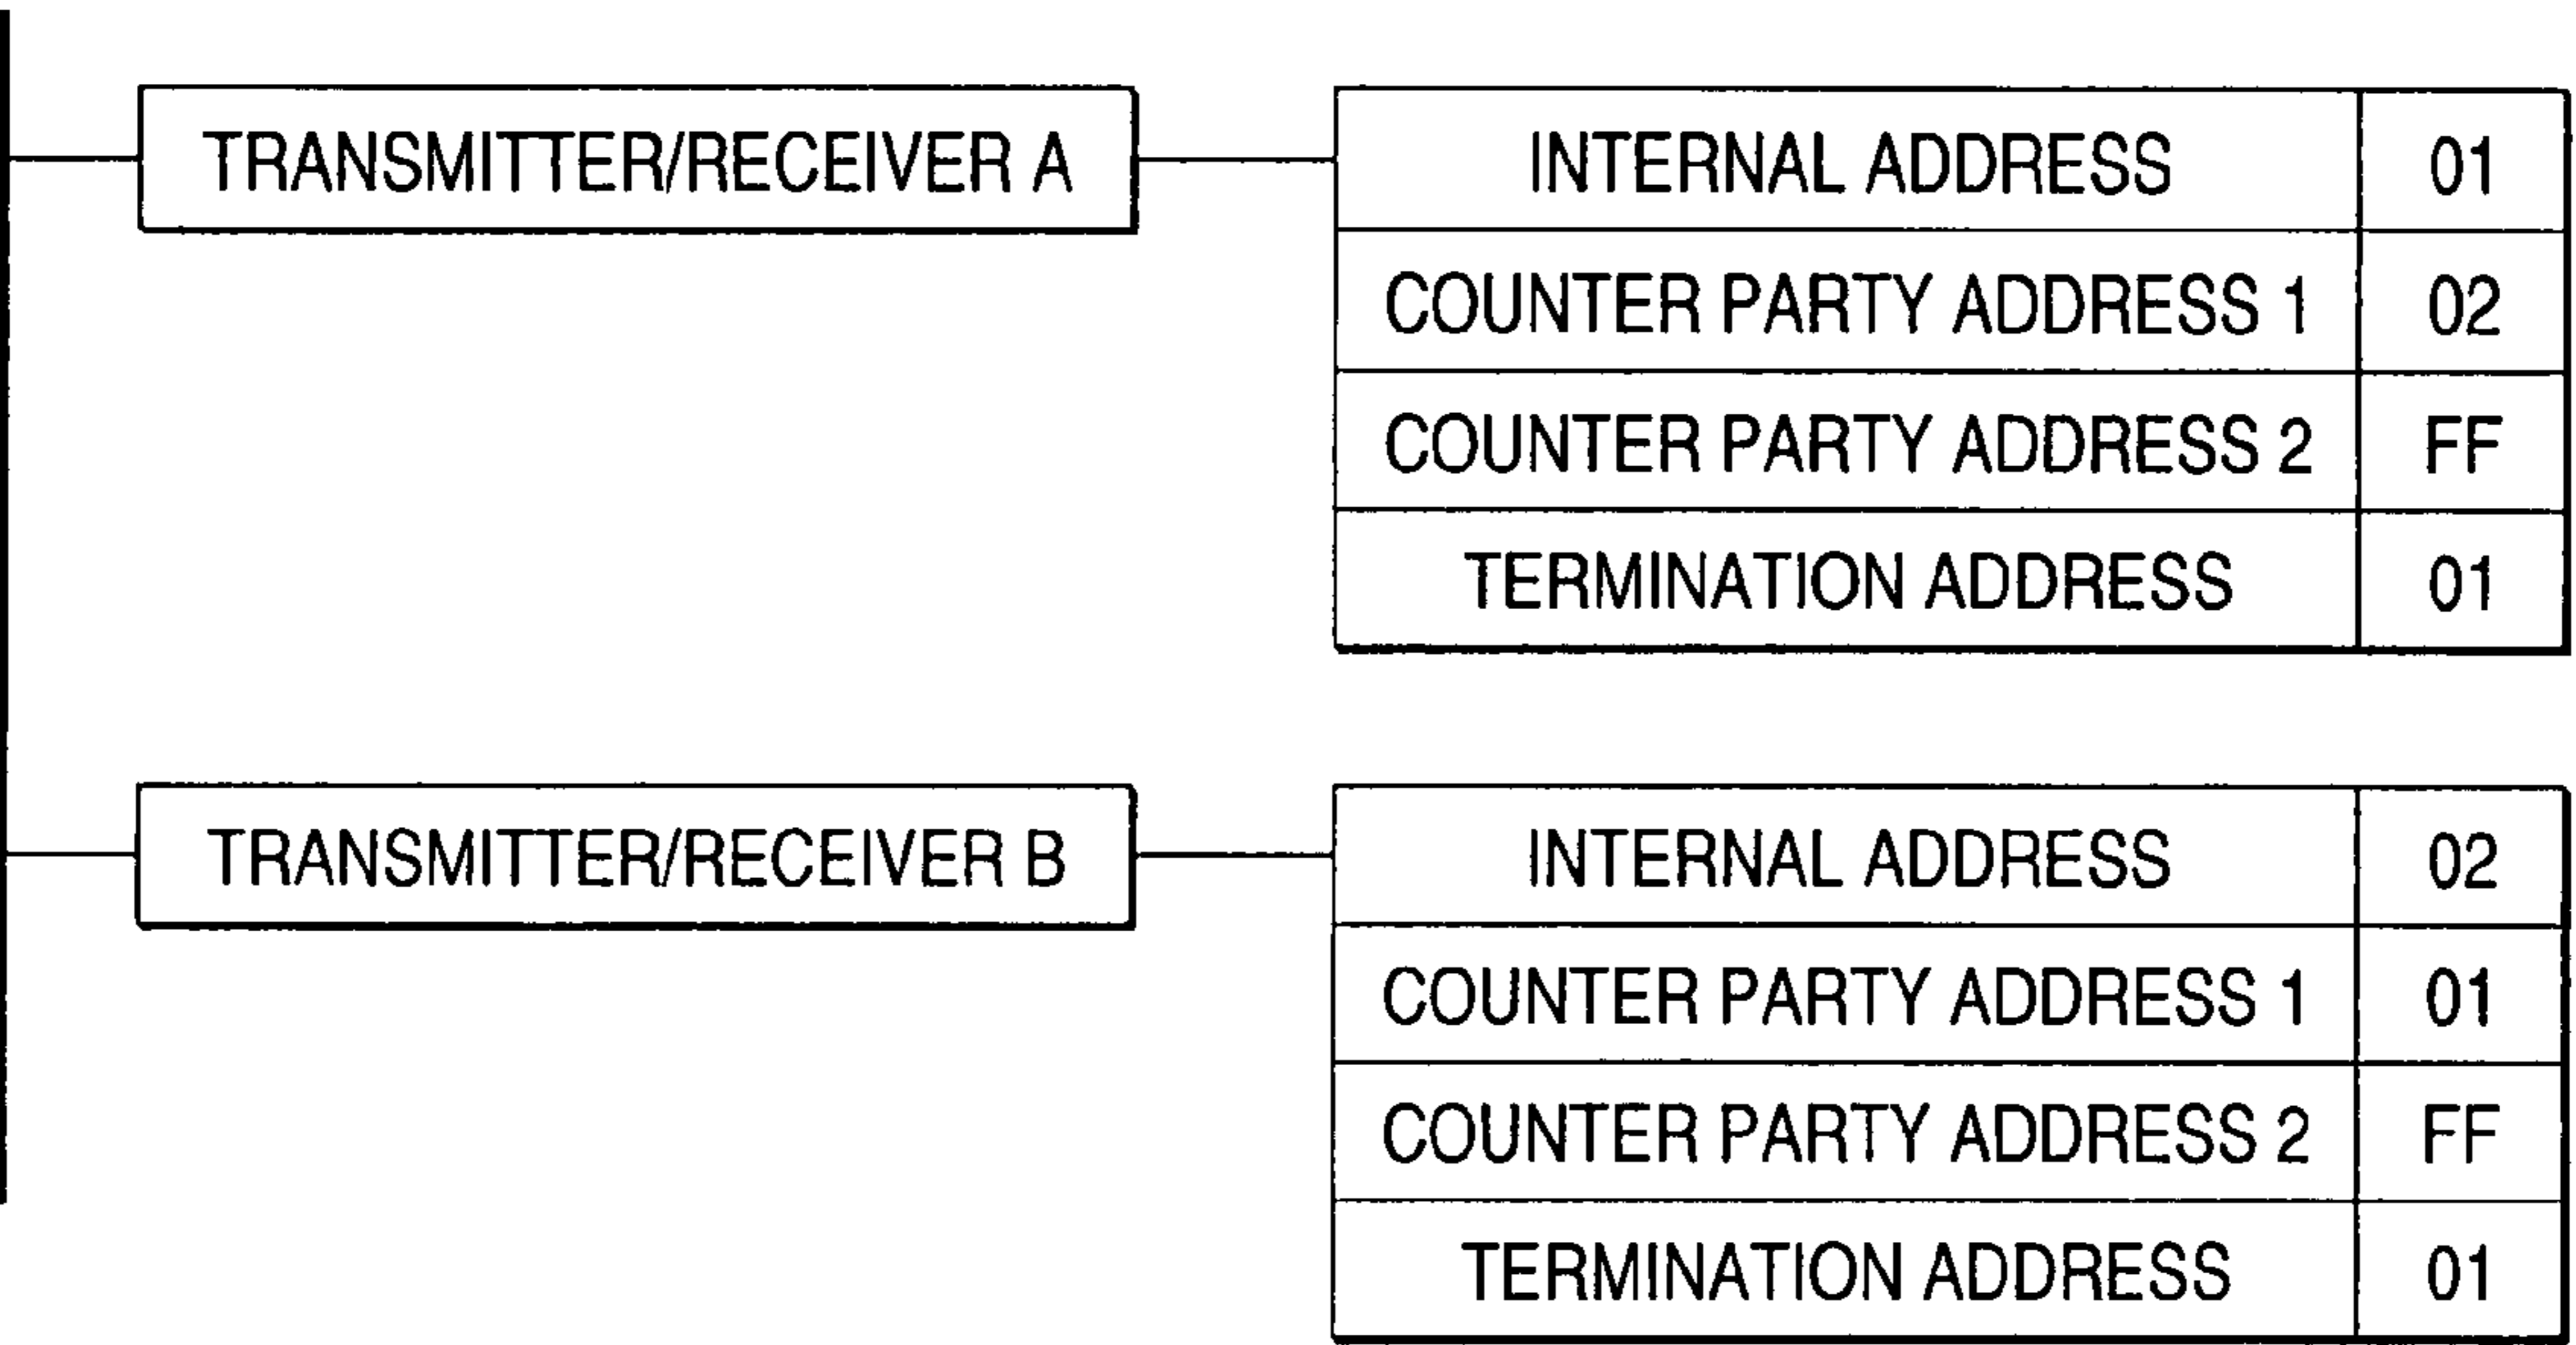 TRANSMITTER/RECEIVER A
INTERNAL ADDRESS 01
COUNTER PARTY ADDRESS 1 02
COUNTER PARTY ADDRESS 2 FF
TERMINATION ADDRESS 01
TRANSMITTER/RECEIVER B
INTERNAL ADDRESS 02
COUNTER PARTY ADDRESS 1 01
COUNTER PARTY ADDRESS 2 FF
TERMINATION ADDRESS 01